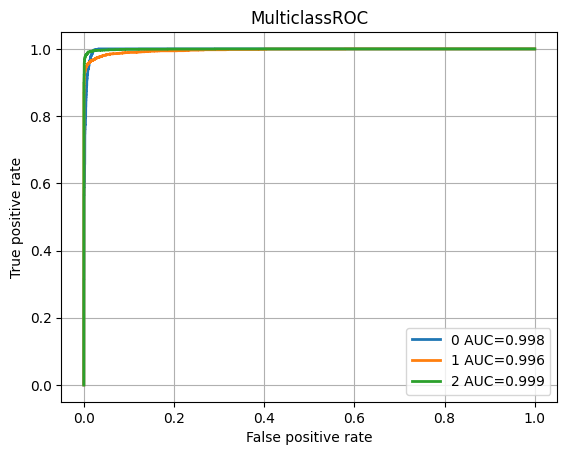 MulticlassROC
True positive rate
1.0
0.8
0.6
0.4
0.2
0.0
0 AUC=0.998
1 AUC=0.996
2 AUC=0.999
0.0 0.2 0.4 0.6 0.8 1.0
False positive rate